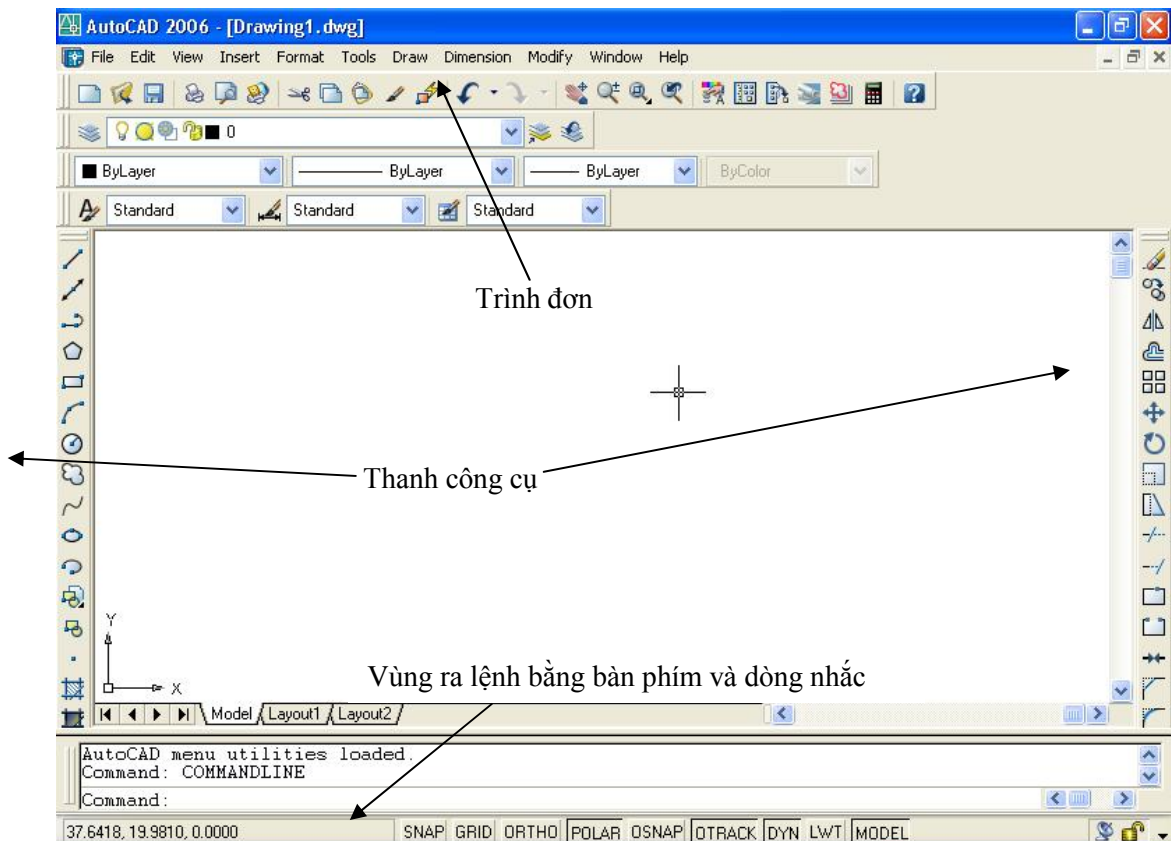 AutoCAD 2006 - [Drawing1.dwg]
File Edit View Insert Format Tools Draw Dimension Modify Window Help
0
ByLayer ByLayer ByLayer ByColor
Standard Standard Standard
Trình đơn
Thanh công cụ
Y
Vùng ra lệnh bằng bàn phím và dòng nhắc
X
Model Layout1 Layout2
AutoCAD menu utilities loaded.
Command: COMMANDLINE
Command:
37.6418, 19.9810, 0.0000 SNAP GRID ORTHO POLAR OSNAP OTRACK DYN LWT MODEL